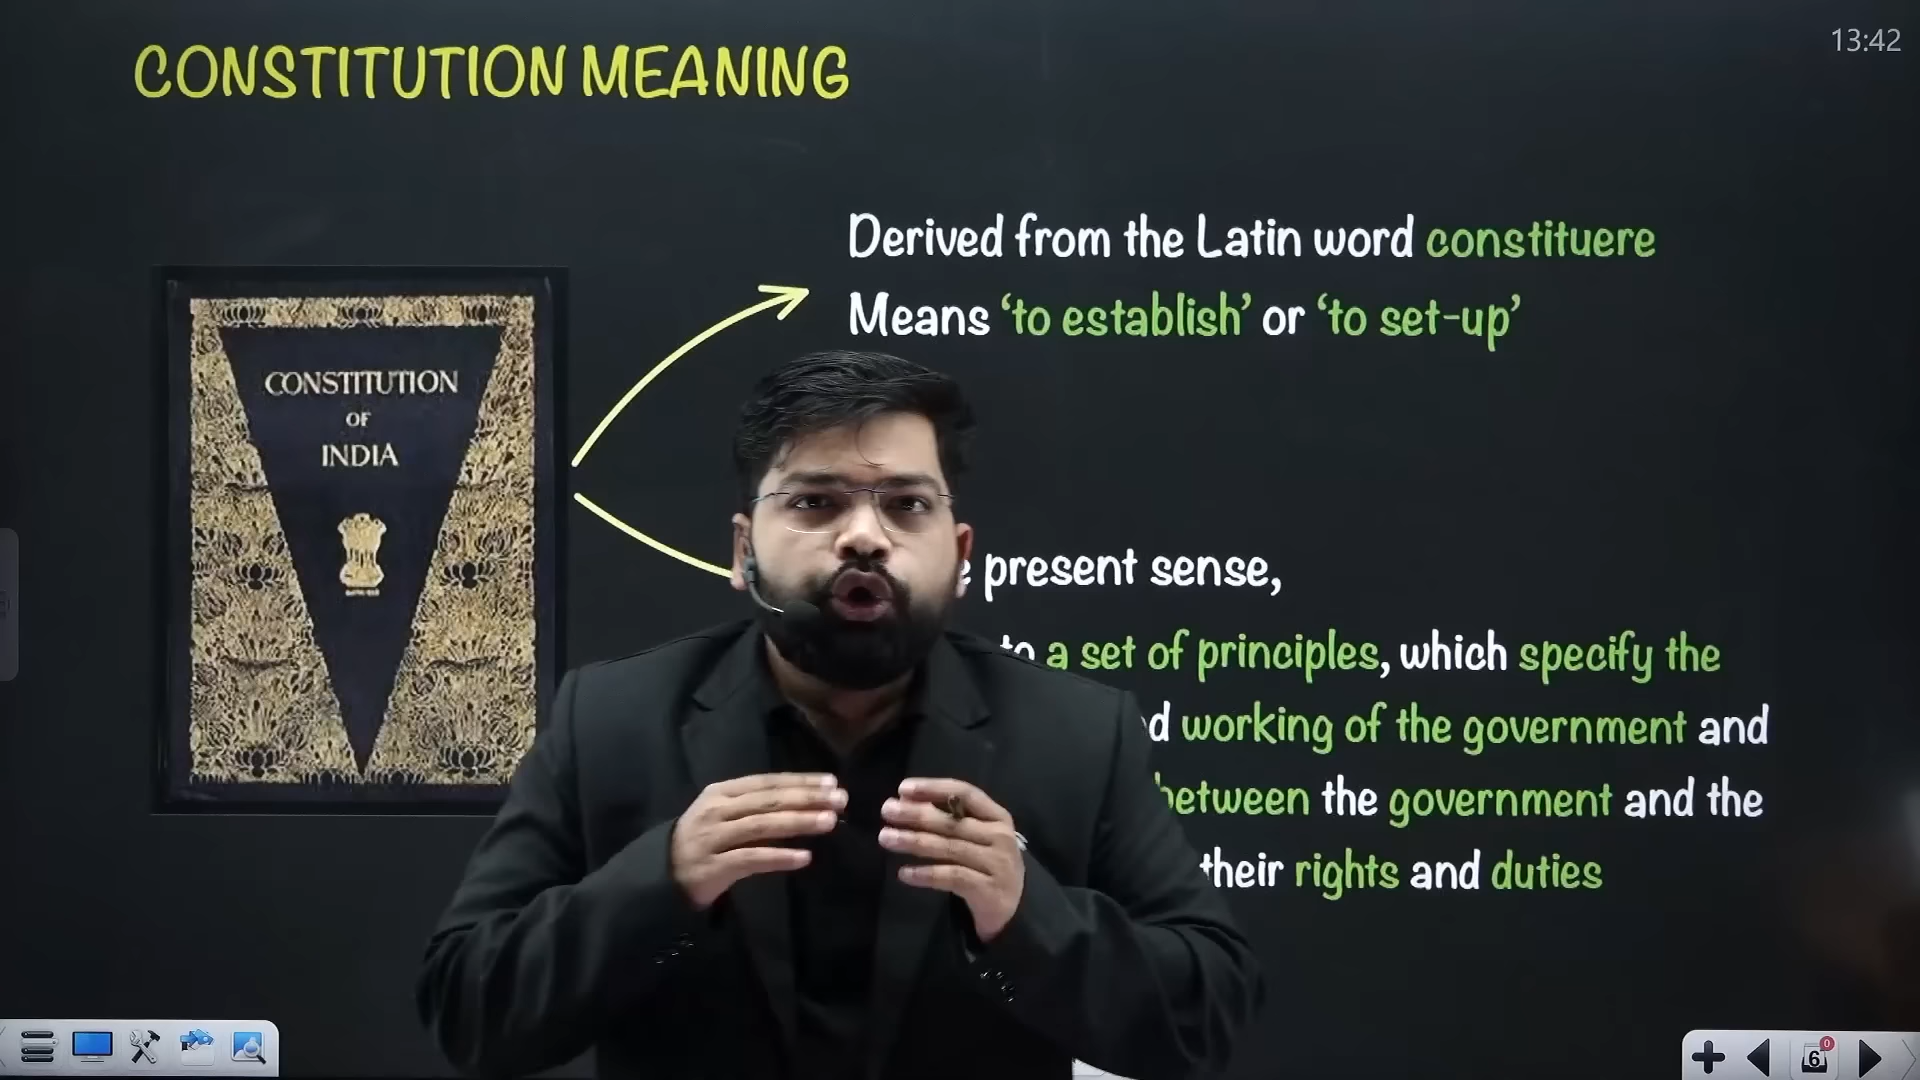 CONSTITUTION MEANING
13:42
Derived from the Latin word constituere
Means ‘to establish’ or ‘to set-up’
CONSTITUTION
OF
INDIA
present sense,
to a set of principles, which specify the
working of the government and
between the government and the
their rights and duties
6
0